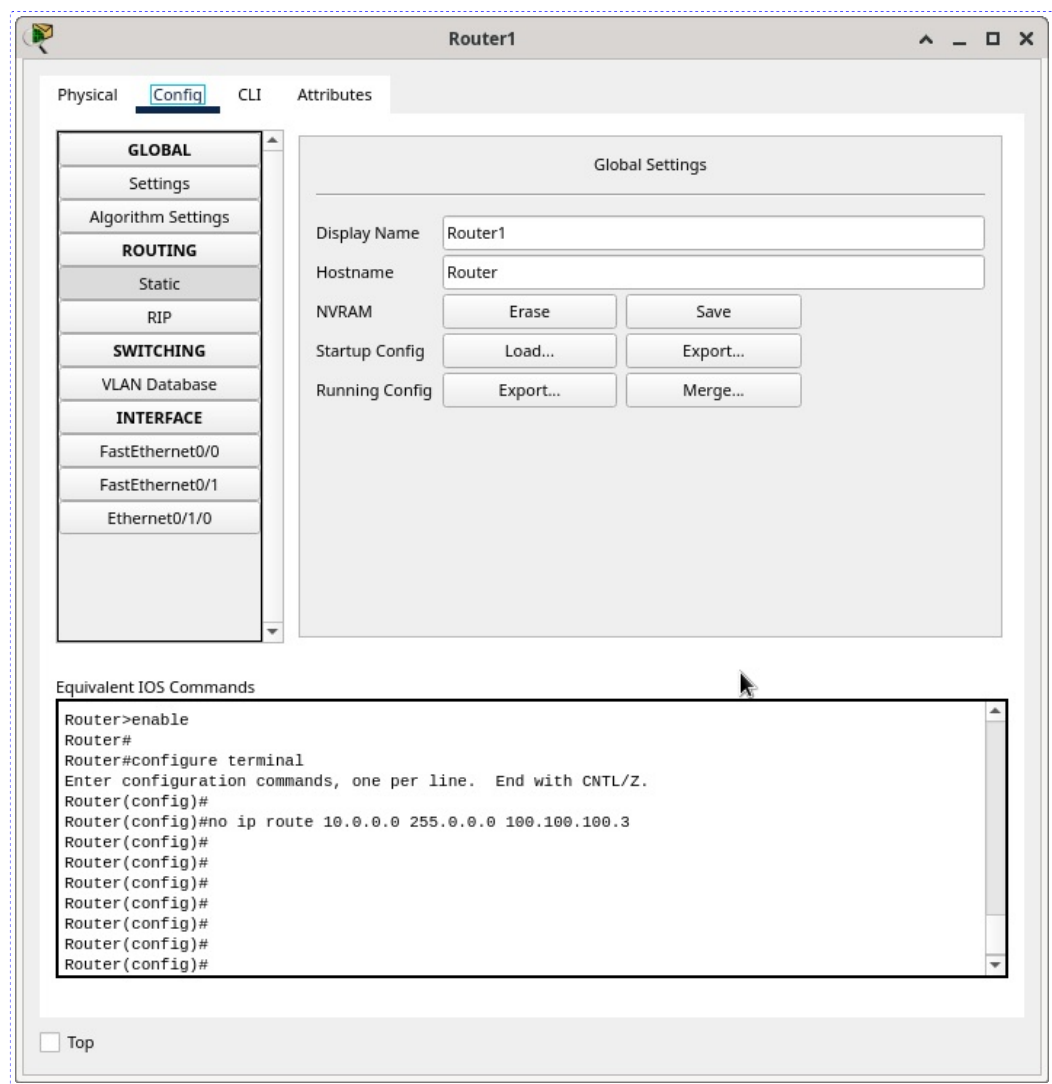 Router1
Physical Config CLI Attributes
GLOBAL
Settings
Algorithm Settings
ROUTING
Static
RIP
SWITCHING
VLAN Database
INTERFACE
FastEthernet0/0
FastEthernet0/1
Ethernet0/1/0
Global Settings
Display Name Router1
Hostname Router
NVRAM Erase Save
Startup Config Load... Export...
Running Config Export... Merge...
Equivalent IOS Commands
Router>enable
Router#
Router#configure terminal
Enter configuration commands, one per line.  End with CNTL/Z.
Router(config)#
Router(config)#no ip route 10.0.0.0 255.0.0.0 100.100.100.3
Router(config)#
Router(config)#
Router(config)#
Router(config)#
Router(config)#
Router(config)#
Router(config)#
Top